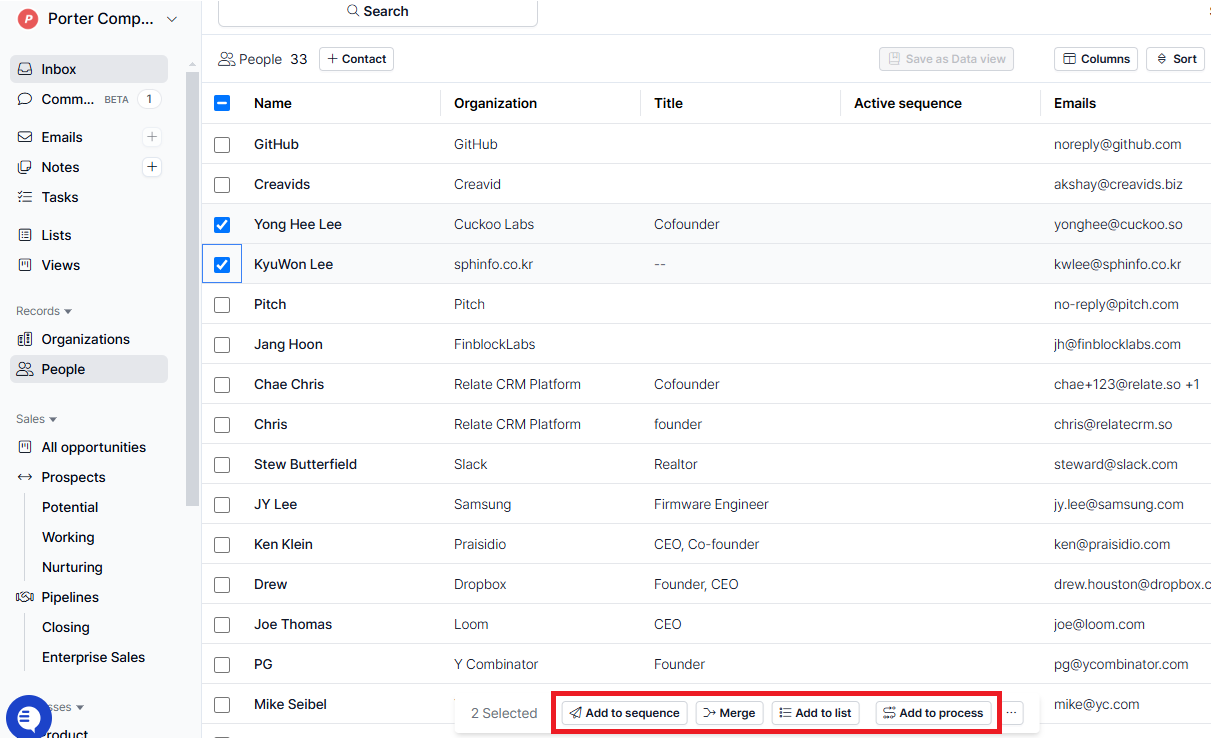 P Porter Comp...
Search
Inbox
Comm... BETA 1
Emails
Notes
Tasks
Lists
Views
Records
Organizations
People
Sales
All opportunities
Prospects
Potential
Working
Nurturing
Pipelines
Closing
Enterprise Sales
People 33 + Contact Save as Data view Columns Sort
Name Organization Title Active sequence Emails
GitHub GitHub noreply@github.com
Creavids Creavid akshay@creavids.biz
Yong Hee Lee Cuckoo Labs Cofounder yonghee@cuckoo.so
KyuWon Lee sphinfo.co.kr -- kwlee@sphinfo.co.kr
Pitch Pitch no-reply@pitch.com
Jang Hoon FinblockLabs jh@finblocklabs.com
Chae Chris Relate CRM Platform Cofounder chae+123@relate.so +1
Chris Relate CRM Platform founder chris@relatecrm.so
Stew Butterfield Slack Realtor steward@slack.com
JY Lee Samsung Firmware Engineer jy.lee@samsung.com
Ken Klein Praisidio CEO, Co-founder ken@praisidio.com
Drew Dropbox Founder, CEO drew.houston@dropbox.c
Joe Thomas Loom CEO joe@loom.com
PG Y Combinator Founder pg@ycombinator.com
Mike Seibel mike@yc.com
2 Selected Add to sequence Merge Add to list Add to process ...